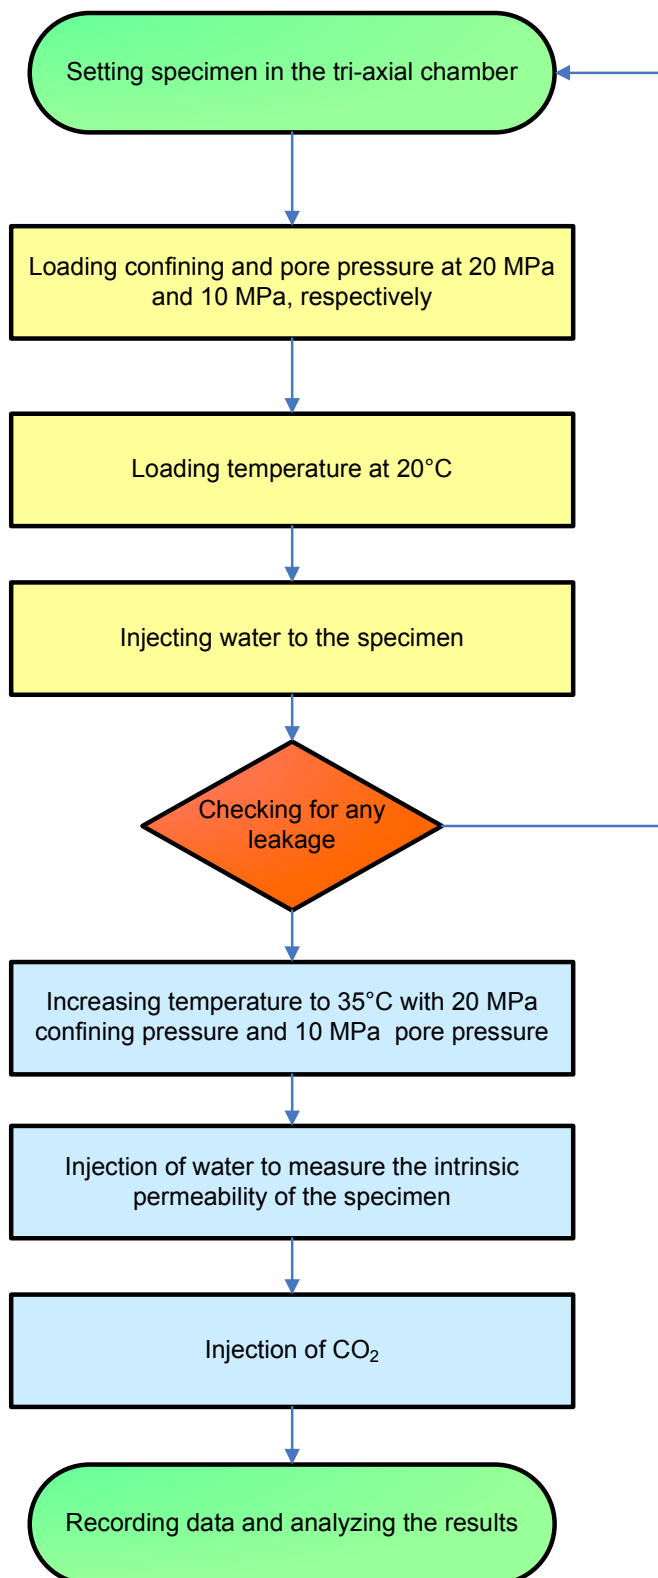 Setting specimen in the tri-axial chamber
Loading confining and pore pressure at 20 MPa
and 10 MPa, respectively
Loading temperature at 20°C
Injecting water to the specimen
Checking for any
leakage
Increasing temperature to 35°C with 20 MPa
confining pressure and 10 MPa  pore pressure
Injection of water to measure the intrinsic
permeability of the specimen
Injection of CO₂
Recording data and analyzing the results